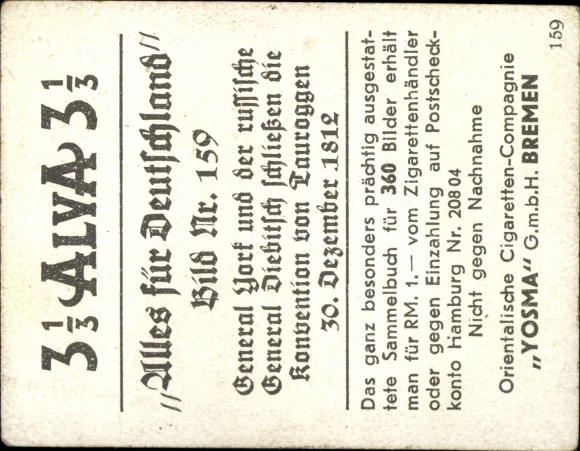 3 1/3 ALVA 3 1/3
„Alles für Deutschland“
Bild Nr. 159
General York und der russische
General Diebitsch schließen die
Konvention von Tauroggen
30. Dezember 1812
Das ganz besonders prächtig ausgestat-
tete Sammelbuch für 360 Bilder erhält
man für RM. 1.— vom Zigarettenhändler
oder gegen Einzahlung auf Postscheck-
konto Hamburg Nr. 20804
Nicht gegen Nachnahme
Orientalische Cigaretten-Compagnie
„YOSMA“ G.m.b.H. BREMEN
159